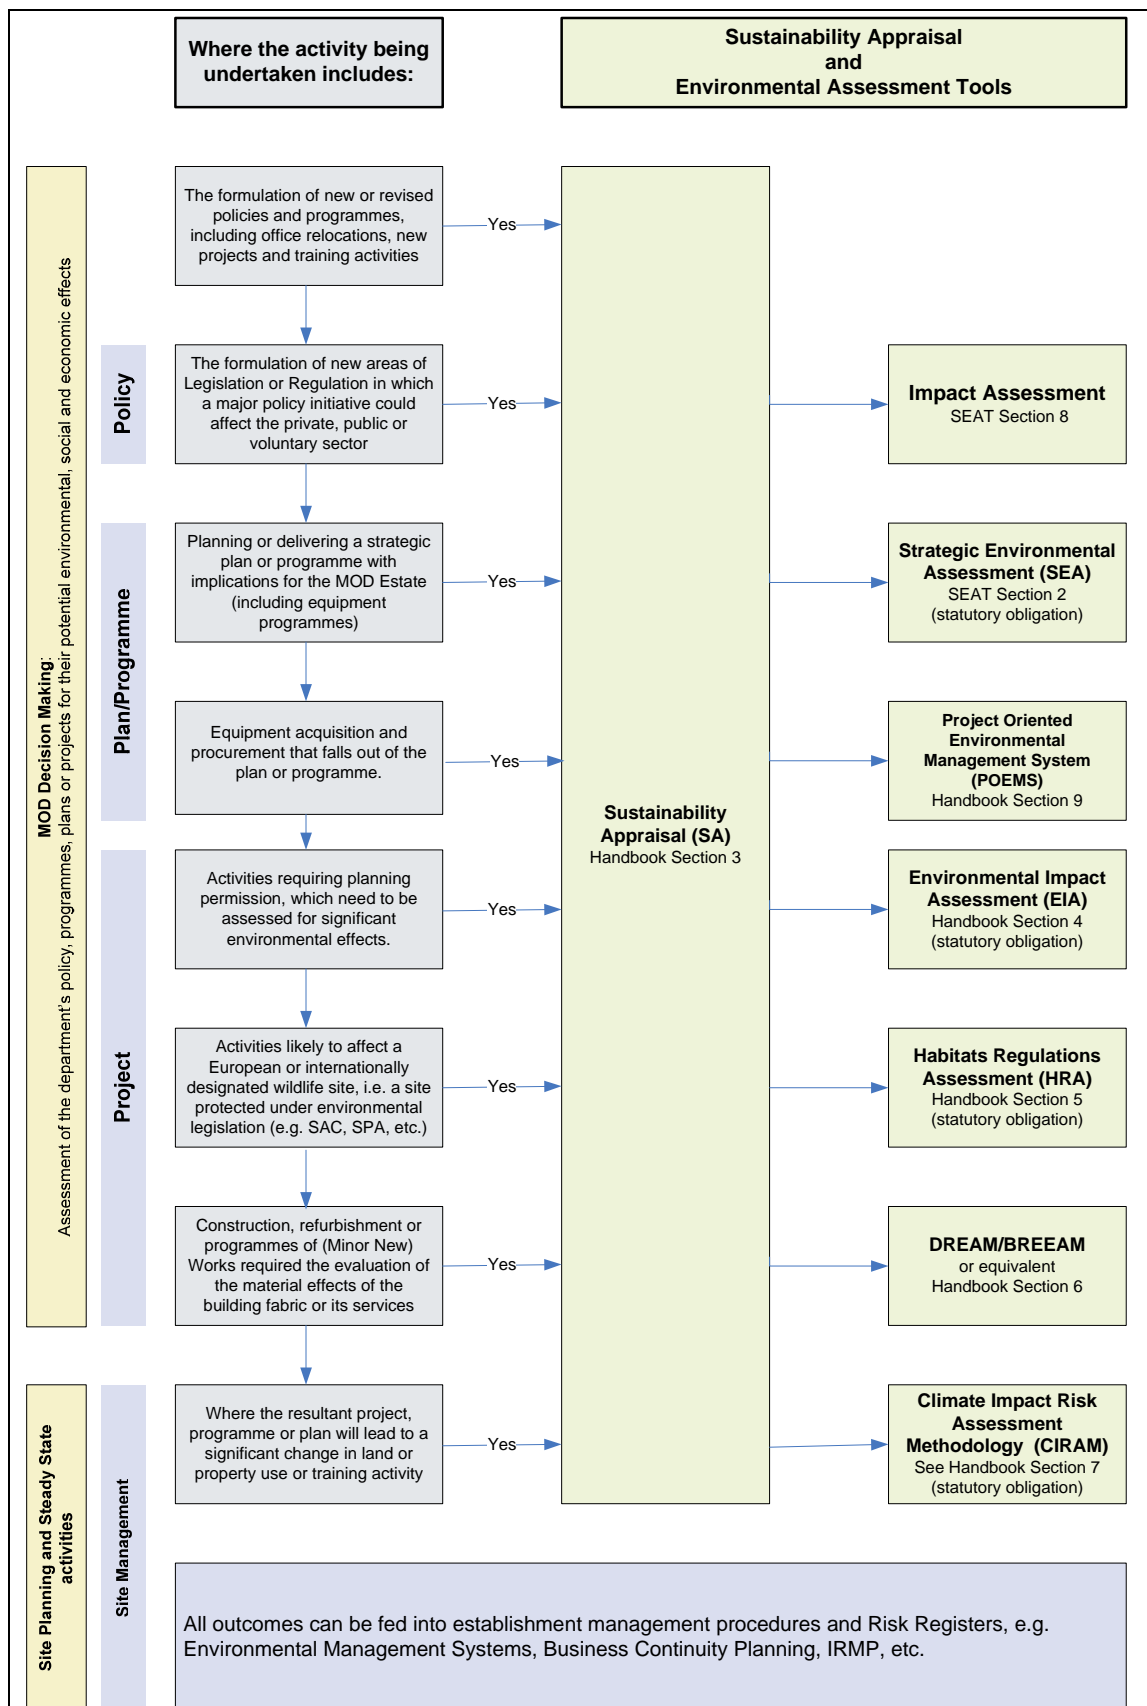 Where the activity being
undertaken includes:
Sustainability Appraisal
and
Environmental Assessment Tools
MOD Decision Making:
Assessment of the department's policy, programmes, plans or projects for their potential environmental, social and economic effects
The formulation of new or revised
policies and programmes,
including office relocations, new
projects and training activities
Yes
Policy
The formulation of new areas of
Legislation or Regulation in which
a major policy initiative could
affect the private, public or
voluntary sector
Yes
Impact Assessment
SEAT Section 8
Plan/Programme
Planning or delivering a strategic
plan or programme with
implications for the MOD Estate
(including equipment
programmes)
Yes
Strategic Environmental
Assessment (SEA)
SEAT Section 2
(statutory obligation)
Equipment acquisition and
procurement that falls out of the
plan or programme.
Yes
Project Oriented
Environmental
Management System
(POEMS)
Handbook Section 9
Sustainability
Appraisal (SA)
Handbook Section 3
Project
Activities requiring planning
permission, which need to be
assessed for significant
environmental effects.
Yes
Environmental Impact
Assessment (EIA)
Handbook Section 4
(statutory obligation)
Activities likely to affect a
European or internationally
designated wildlife site, i.e. a site
protected under environmental
legislation (e.g. SAC, SPA, etc.)
Yes
Habitats Regulations
Assessment (HRA)
Handbook Section 5
(statutory obligation)
Construction, refurbishment or
programmes of (Minor New)
Works required the evaluation of
the material effects of the
building fabric or its services
Yes
DREAM/BREEAM
or equivalent
Handbook Section 6
Site Planning and Steady State
activities
Site Management
Where the resultant project,
programme or plan will lead to a
significant change in land or
property use or training activity
Yes
Climate Impact Risk
Assessment
Methodology (CIRAM)
See Handbook Section 7
(statutory obligation)
All outcomes can be fed into establishment management procedures and Risk Registers, e.g.
Environmental Management Systems, Business Continuity Planning, IRMP, etc.